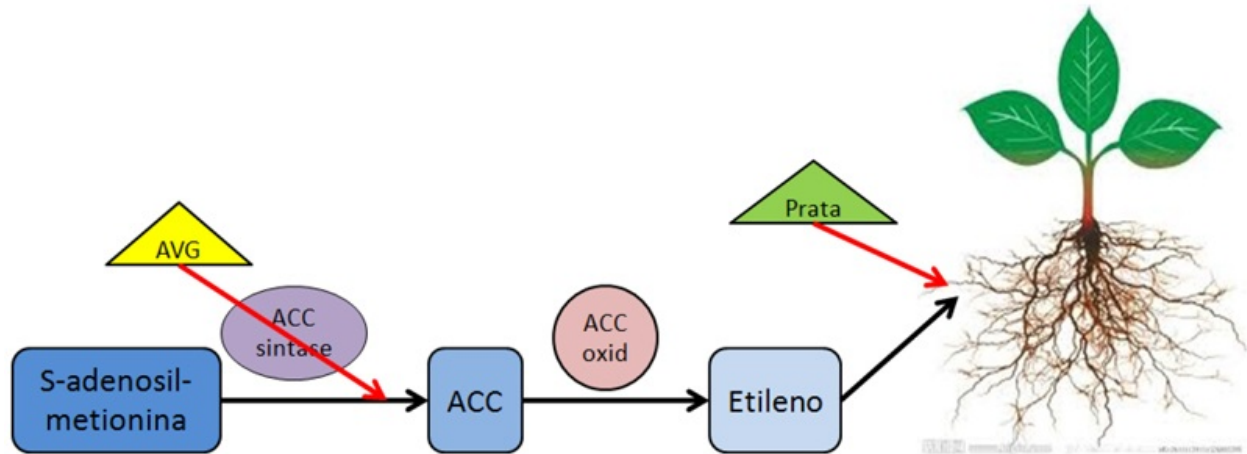 Prata
AVG
ACC
sintase
ACC
oxid
S-adenosil-
metionina
ACC
Etileno